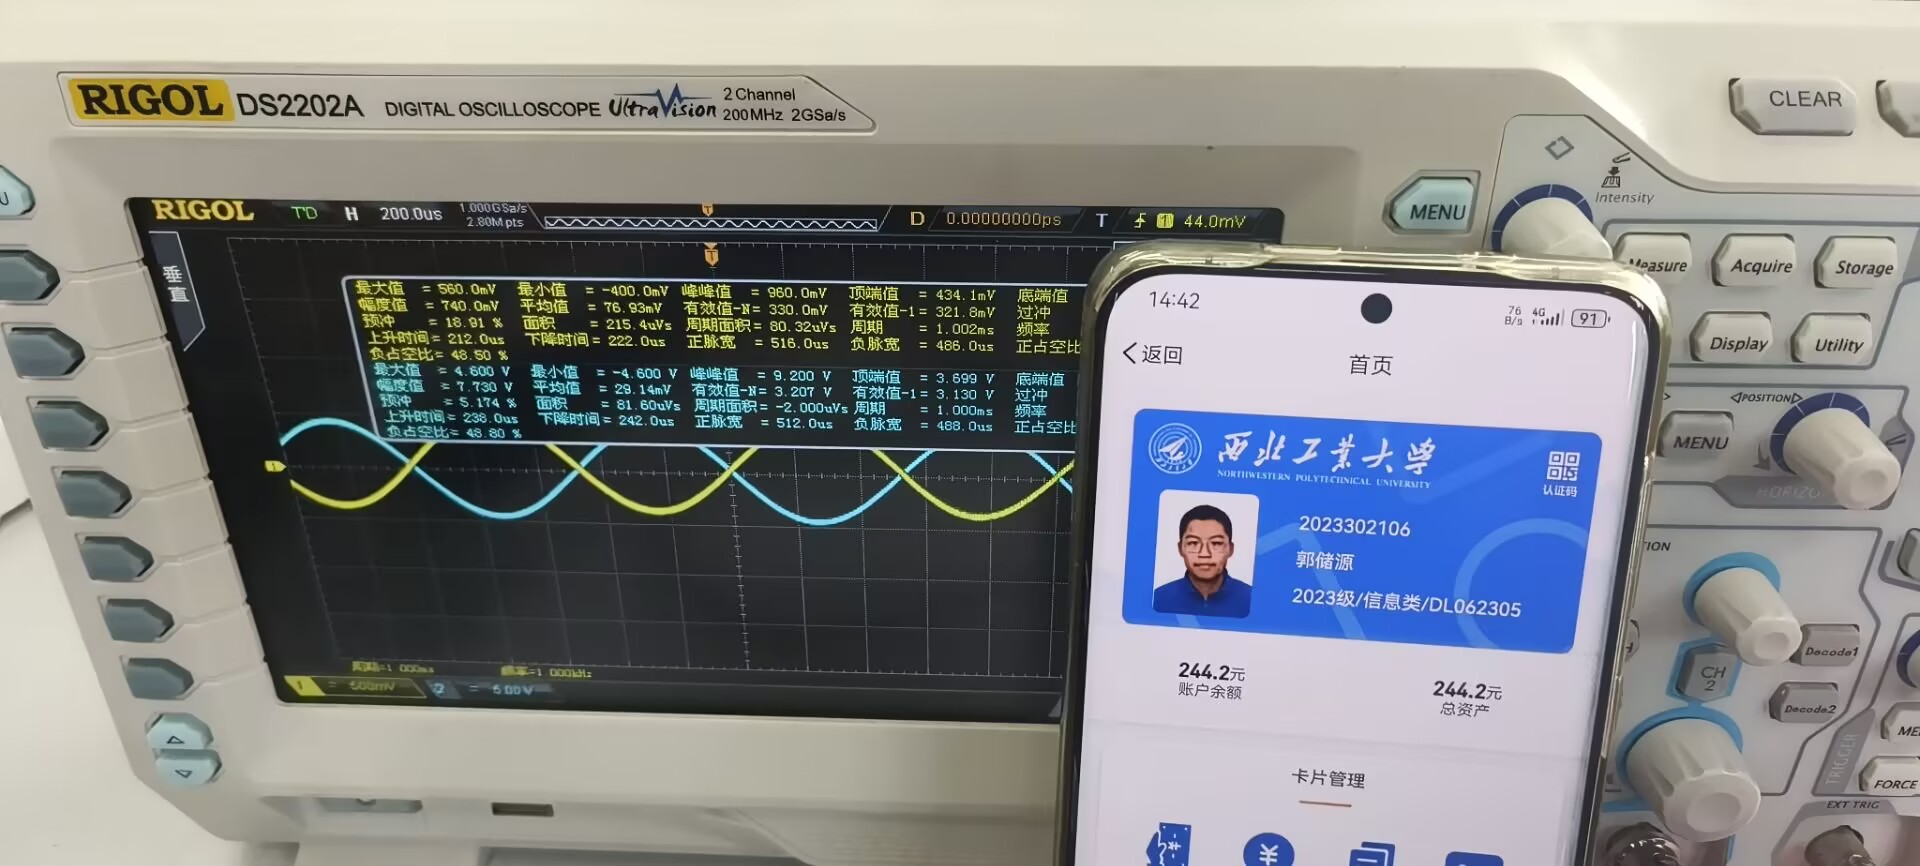 RIGOL DS2202A DIGITAL OSCILLOSCOPE UltraVision 2 Channel
200MHz 2GSa/s
CLEAR
MENU
Intensity
RIGOL T'D H 200.0us 1.000GSa/s
2.80M pts
D 0.00000000ps T 1 44.0mV
垂直
最大值 = 560.0mV 最小值 = -400.0mV 峰峰值 = 960.0mV 顶端值 = 434.1mV 底端值
幅度值 = 740.0mV 平均值 = 76.93mV 有效值-N= 330.0mV 有效值-1= 321.8mV 过冲
预冲 = 18.91 % 面积 = 215.4uVs 周期面积= 80.32uVs 周期 = 1.002ms 频率
上升时间= 212.0us 下降时间= 222.0us 正脉宽 = 516.0us 负脉宽 = 486.0us 正占空比
负占空比= 48.50 %
最大值 = 4.600 V 最小值 = -4.600 V 峰峰值 = 9.200 V 顶端值 = 3.699 V 底端值
幅度值 = 7.730 V 平均值 = 29.14mV 有效值-N= 3.207 V 有效值-1= 3.130 V 过冲
预冲 = 5.174 % 面积 = 81.60uVs 周期面积= -2.000uVs 周期 = 1.000ms 频率
上升时间= 238.0us 下降时间= 242.0us 正脉宽 = 512.0us 负脉宽 = 488.0us 正占空比
负占空比= 48.80 %
周期=1.000ms 频率=1.000kHz
1 = 500mV 2 = 5.00 V
Measure Acquire Storage
Display Utility
POSITION
MENU
CH
2
Decode1
Decode2
TRIGGER
FORCE
EXT TRIG
14:42
76
B/s
4G
91
返回
首页
西北工业大学
NORTHWESTERN POLYTECHNICAL UNIVERSITY
认证码
2023302106
郭储源
2023级/信息类/DL062305
244.2元
账户余额
244.2元
总资产
卡片管理